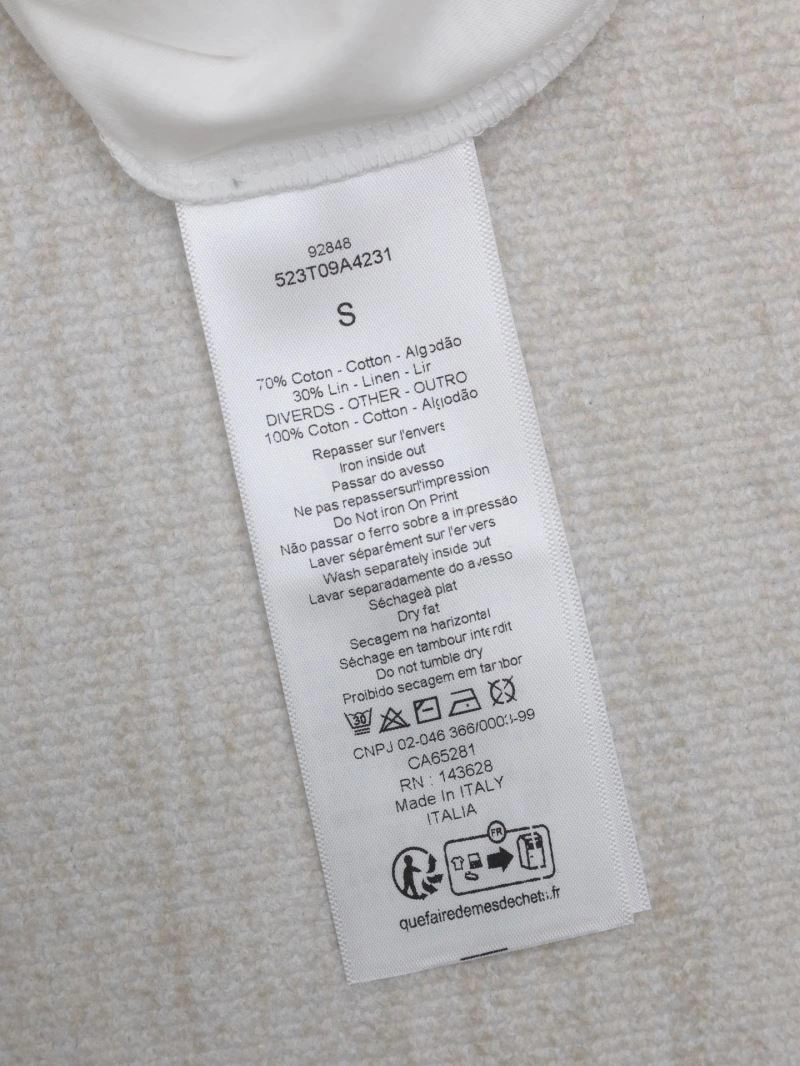 92848
523T09A4231
S
70% Coton - Cotton - Algodão
30% Lin - Linen - Lir
DIVERDS - OTHER - OUTRO
100% Coton - Cotton - Algodão
Repasser sur l'envers
Iron inside out
Passar do avesso
Ne pas repassersurl'impression
Do Not iron On Print
Não passar o ferro sobre a impressão
Laver séparément sur l'envers
Wash separately inside out
Lavar separadamente do avesso
Séchageà plat
Dry fat
Secagem na harizontal
Séchage en tambour interdit
Do not tumble dry
Proibido secagem em tambor
30
CNPJ 02-046 366/0003-99
CA65281
RN : 143628
Made In ITALY
ITALIA
FR
quefairedemesdechets.fr